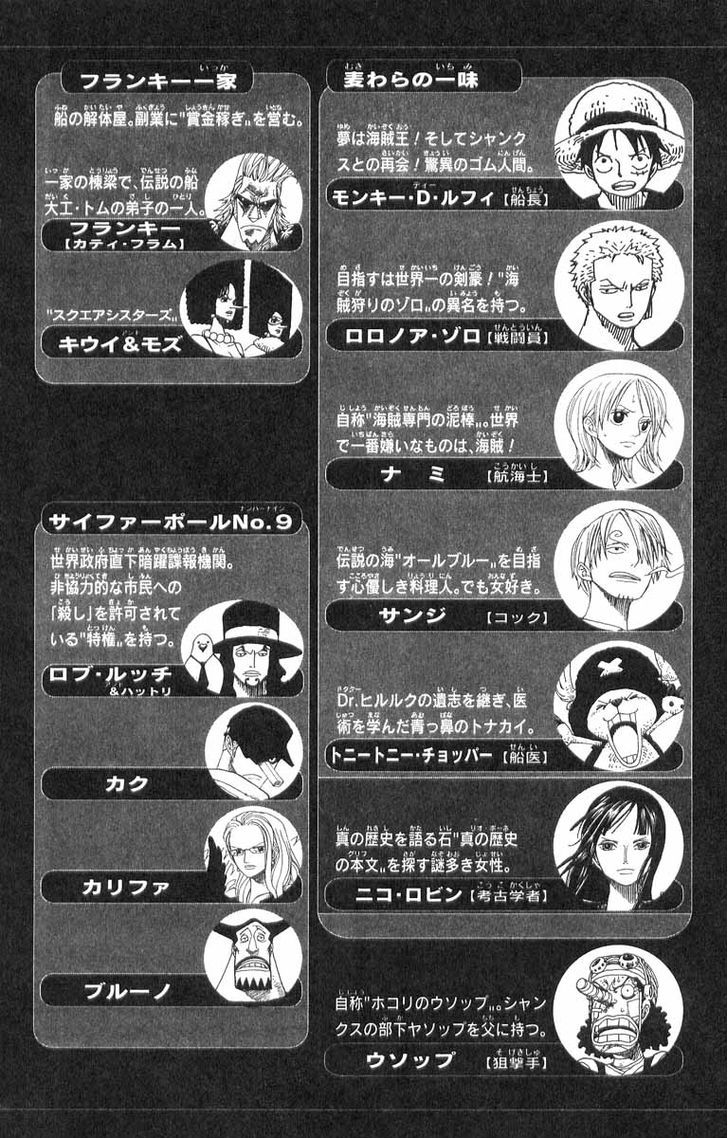 麦わらの一味
夢は海賊王！そしてシャンク
スとの再会！驚異のゴム人間。
モンキー・D・ルフィ【船長】
目指すは世界一の剣豪！"海
賊狩りのゾロ"の異名を持つ。
ロロノア・ゾロ【戦闘員】
自称"海賊専門の泥棒"。世界
で一番嫌いなものは、海賊！
ナミ【航海士】
伝説の海"オールブルー"を目指
す心優しき料理人。でも女好き。
サンジ【コック】
Dr.ヒルルクの遺志を継ぎ、医
術を学んだ青っ鼻のトナカイ。
トニートニー・チョッパー【船医】
真の歴史を語る石"真の歴史
の本文"を探す謎多き女性。
ニコ・ロビン【考古学者】
自称"ホコリのウソップ"。シャン
クスの部下ヤソップを父に持つ。
ウソップ【狙撃手】
フランキー一家
船の解体屋。副業に"賞金稼ぎ"を営む。
一家の棟梁で、伝説の船
大工・トムの弟子の一人。
フランキー
【カティ・フラム】
"スクエアシスターズ"
キウイ&モズ
サイファーポールNo.9
世界政府直下暗躍諜報機関。
非協力的な市民への
「殺し」を許可されて
いる"特権"を持つ。
ロブ・ルッチ
&ハットリ
カク
カリファ
ブルーノ